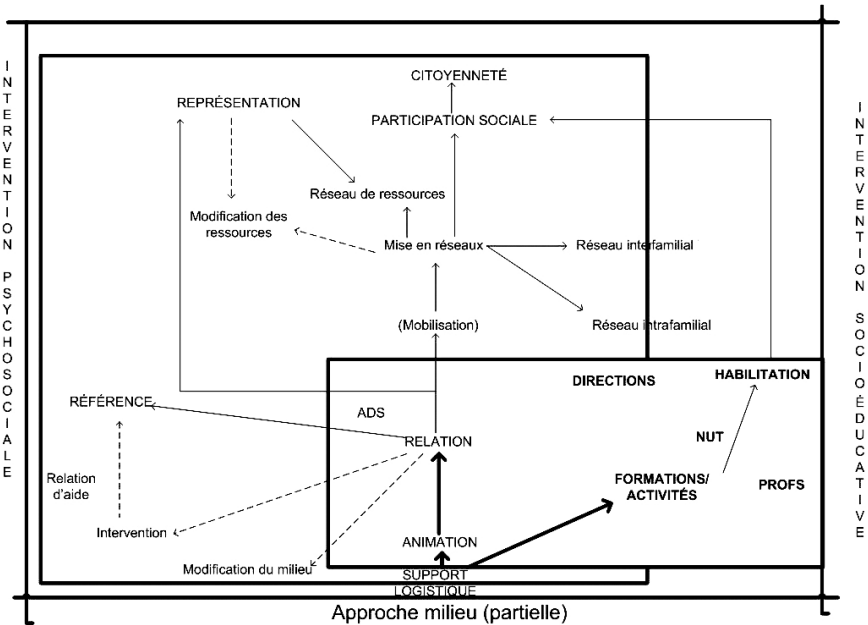 INTERVENTION PSYCHOSOCIALE
CITOYENNETÉ
REPRÉSENTATION
PARTICIPATION SOCIALE
Réseau de ressources
Modification des
ressources
Mise en réseaux
Réseau interfamilial
(Mobilisation)
Réseau intrafamilial
DIRECTIONS
HABILITATION
RÉFÉRENCE
ADS
RELATION
NUT
Relation
d'aide
FORMATIONS/
ACTIVITÉS
PROFS
Intervention
ANIMATION
Modification du milieu
SUPPORT
LOGISTIQUE
Approche milieu (partielle)
INTERVENTION SOCIOÉDUCATIVE